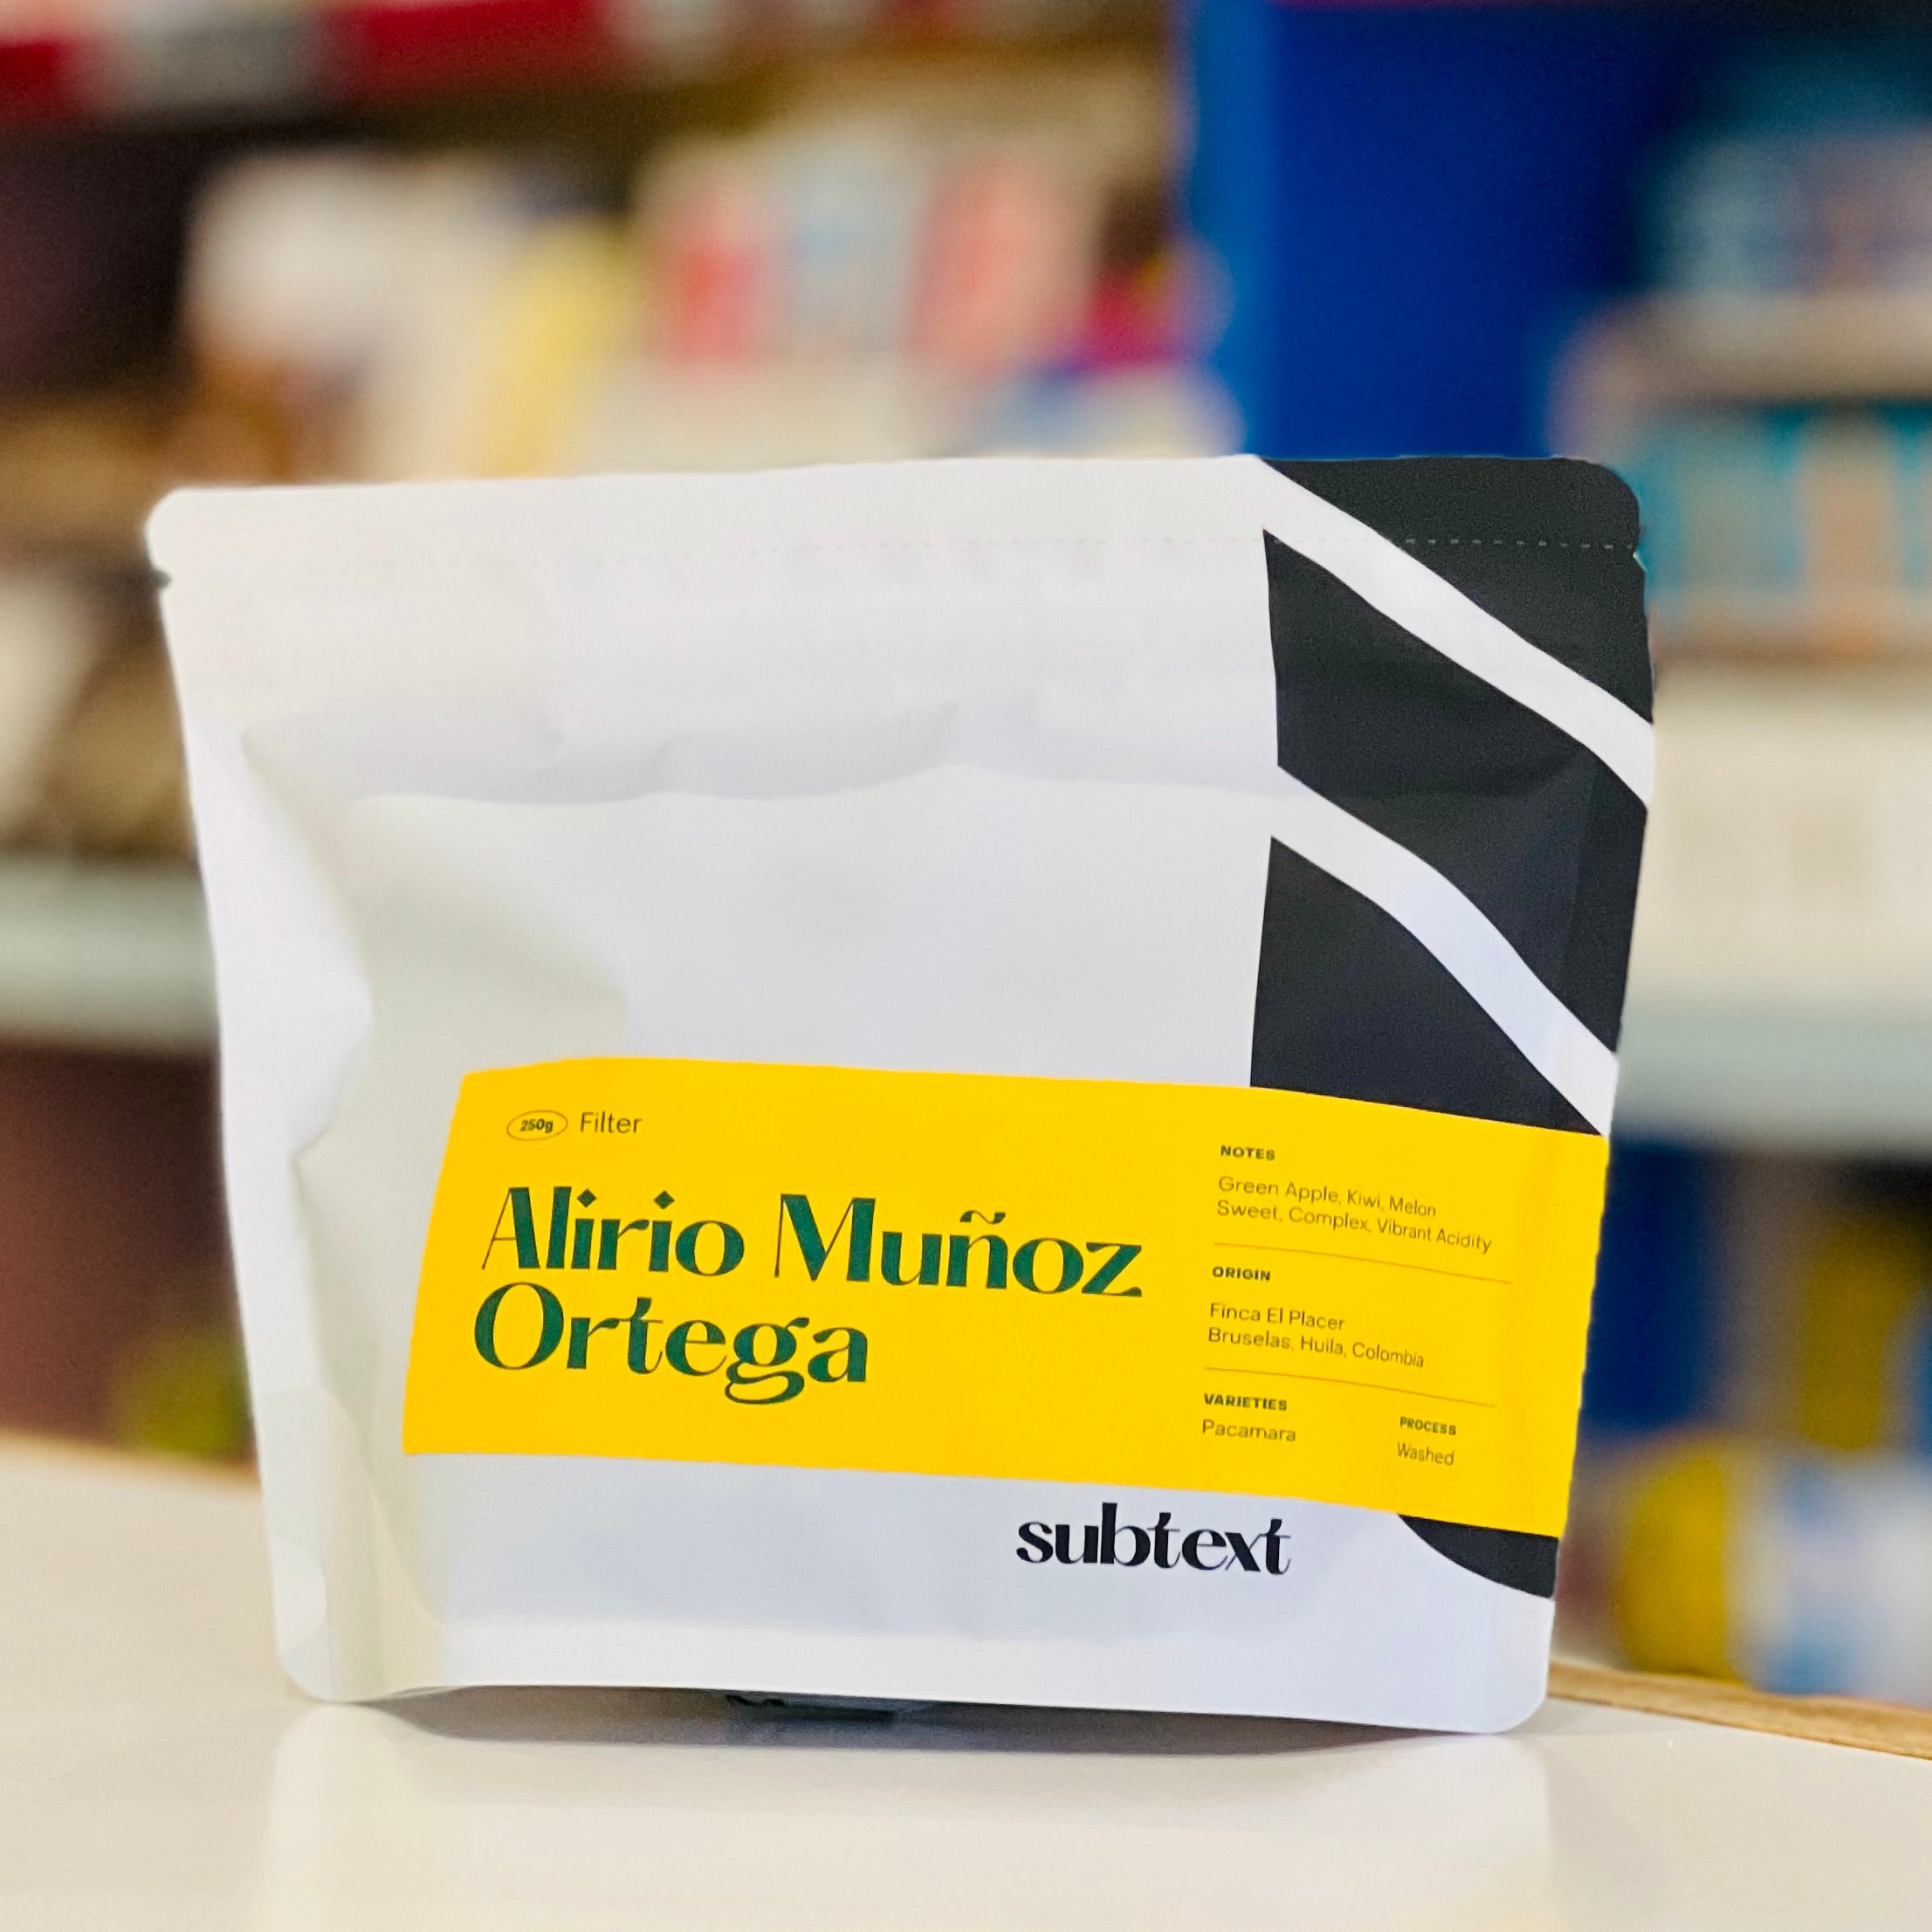 250g Filter
Alirio Muñoz
Ortega
NOTES
Green Apple, Kiwi, Melon
Sweet, Complex, Vibrant Acidity
ORIGIN
Finca El Placer
Bruselas, Huila, Colombia
VARIETIES
Pacamara
PROCESS
Washed
subtext